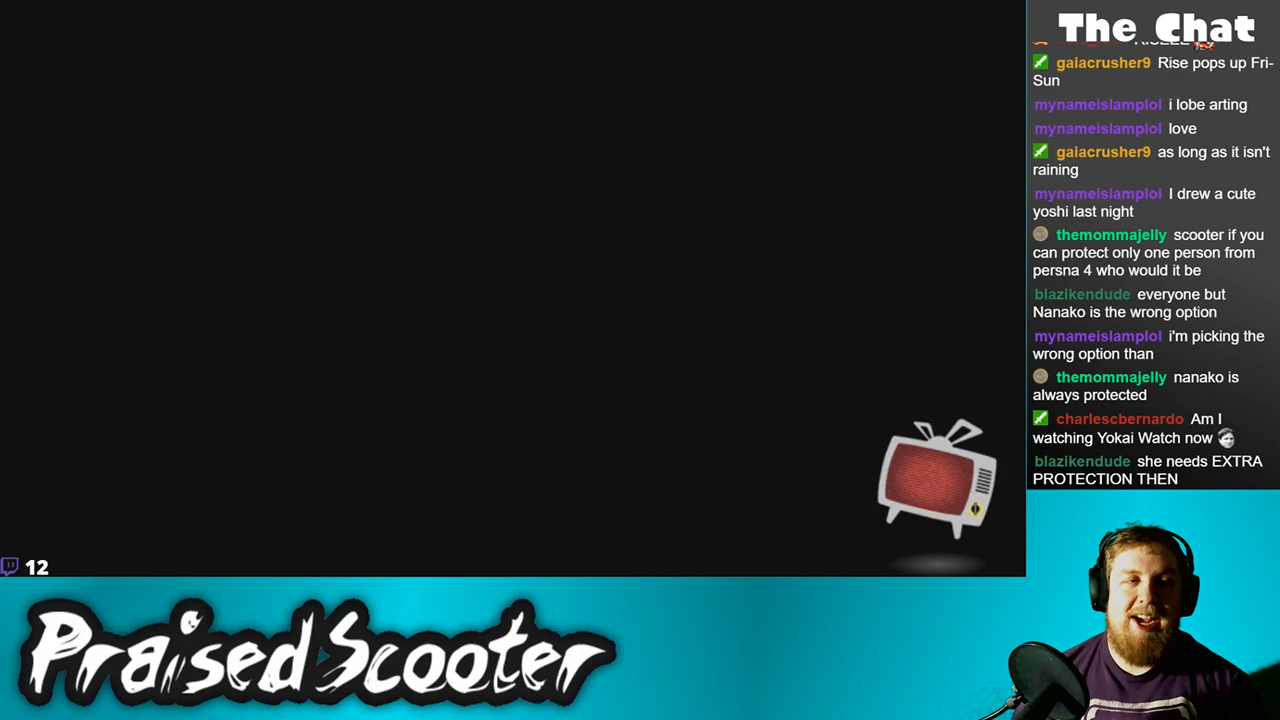 The Chat
gaiacrusher9 Rise pops up Fri-
Sun
mynameislamplol i lobe arting
mynameislamplol love
gaiacrusher9 as long as it isn't
raining
mynameislamplol I drew a cute
yoshi last night
themommajelly scooter if you
can protect only one person from
persna 4 who would it be
blazikendude everyone but
Nanako is the wrong option
mynameislamplol i'm picking the
wrong option than
themommajelly nanako is
always protected
charlescbernardo Am I
watching Yokai Watch now
blazikendude she needs EXTRA
PROTECTION THEN
12
PraisedScooter